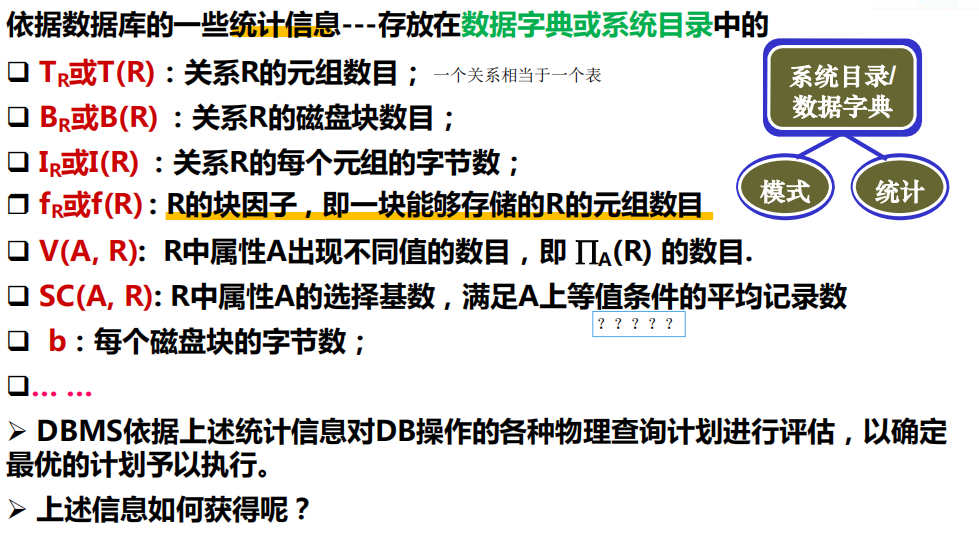 依据数据库的一些统计信息---存放在数据字典或系统目录中的
❑ TR或T(R)：关系R的元组数目； 一个关系相当于一个表
❑ BR或B(R) ：关系R的磁盘块数目；
❑ IR或I(R) ：关系R的每个元组的字节数；
❑ fR或f(R)：R的块因子，即一块能够存储的R的元组数目
❑ V(A, R): R中属性A出现不同值的数目，即 ∏A(R) 的数目.
❑ SC(A, R): R中属性A的选择基数，满足A上等值条件的平均记录数
？？？？？
❑ b：每个磁盘块的字节数；
❑... ...
➢ DBMS依据上述统计信息对DB操作的各种物理查询计划进行评估，以确定
最优的计划予以执行。
➢ 上述信息如何获得呢？
系统目录/
数据字典
模式
统计